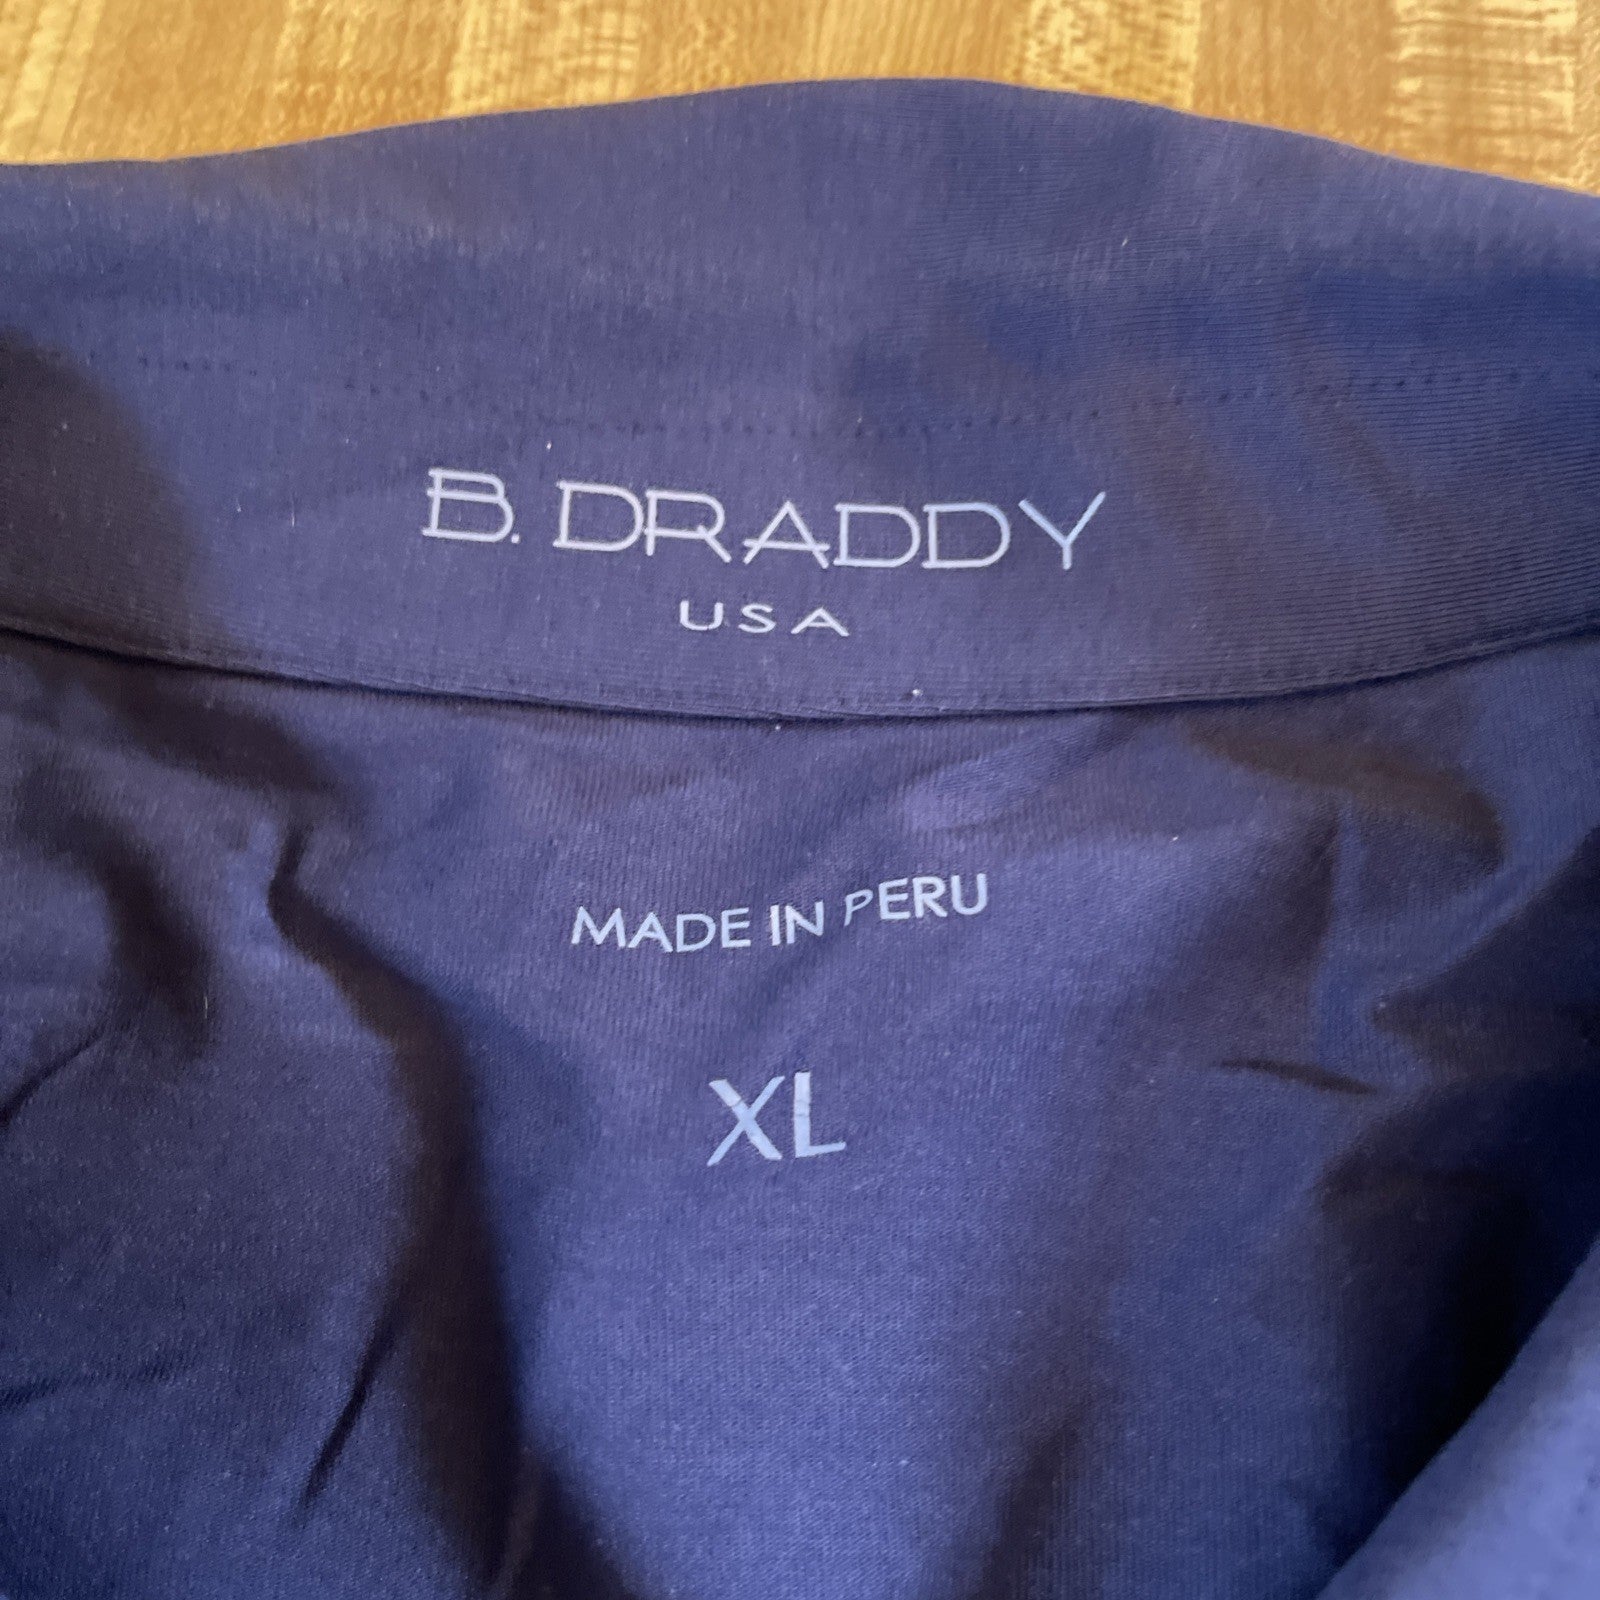 B. DRADDY
USA
MADE IN PERU
XL